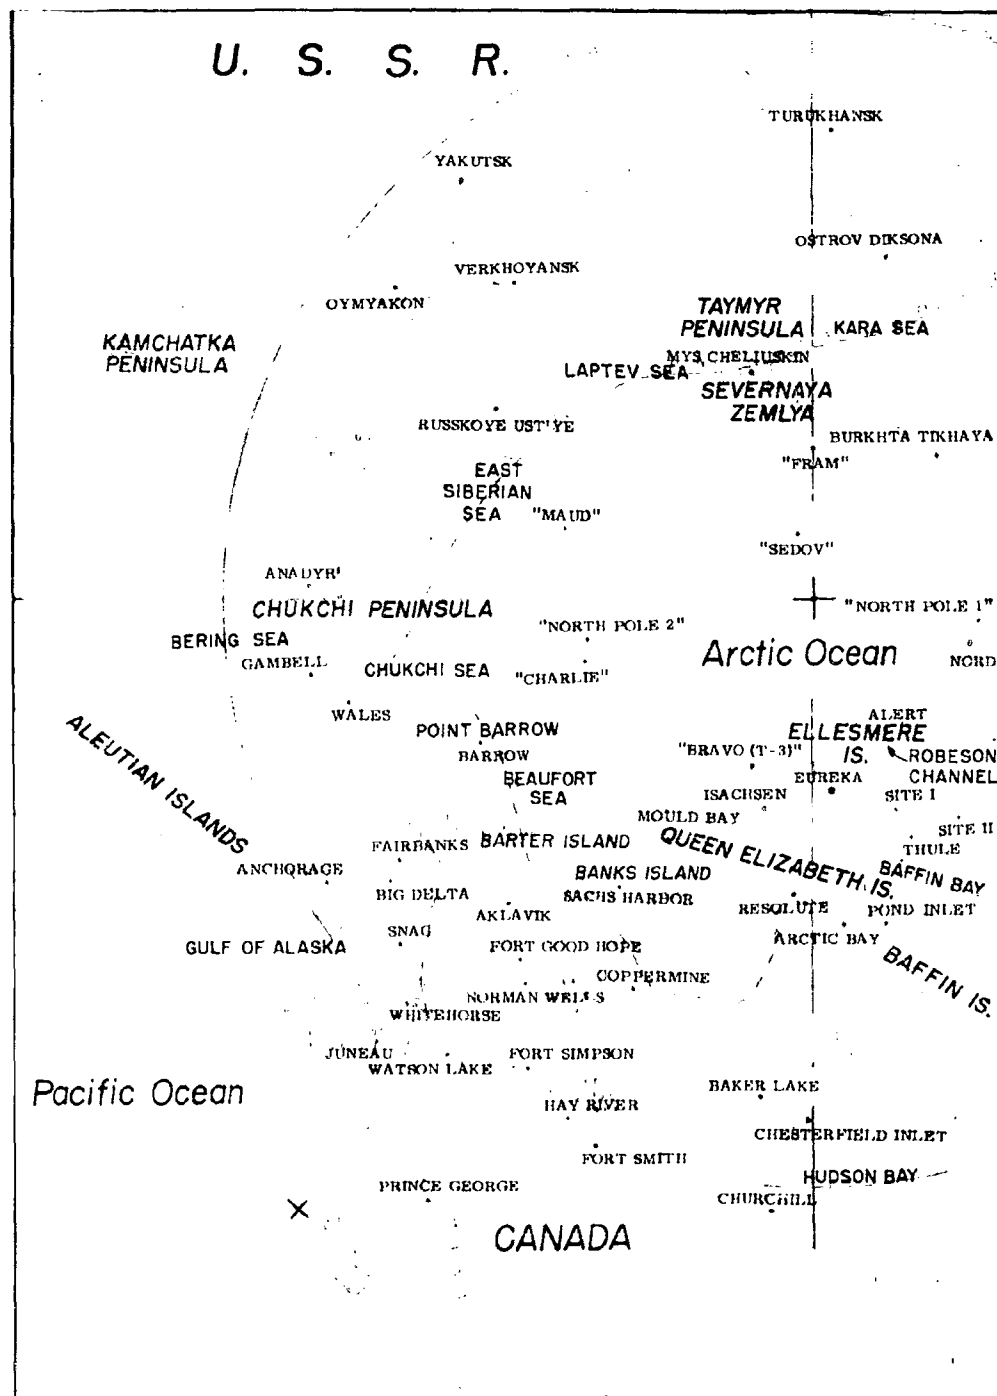 U. S. S. R.
TURUKHANSK
YAKUTSK
OSTROV DIKSONA
VERKHOYANSK
OYMYAKON
TAYMYR
PENINSULA
KARA SEA
KAMCHATKA
PENINSULA
MYS CHELIUSKIN
LAPTEV SEA
SEVERNAYA
ZEMLYA
RUSSKOYE UST'YE
BURKHTA TIKHAYA
"FRAM"
EAST
SIBERIAN
SEA
"MAUD"
"SEDOV"
ANADYR'
CHUKCHI PENINSULA
"NORTH POLE 1"
"NORTH POLE 2"
BERING SEA
GAMBELL
CHUKCHI SEA
"CHARLIE"
Arctic Ocean
NORD
WALES
ALERT
POINT BARROW
BARROW
ELLESMERE
IS.
"BRAVO (T-3)"
ROBESON
CHANNEL
ALEUTIAN ISLANDS
BEAUFORT
SEA
EUREKA
ISACHSEN
SITE I
MOULD BAY
SITE II
THULE
FAIRBANKS
BARTER ISLAND
QUEEN ELIZABETH IS.
BAFFIN BAY
ANCHORAGE
BANKS ISLAND
BIG DELTA
SACHS HARBOR
AKLAVIK
RESOLUTE
POND INLET
SNAG
GULF OF ALASKA
FORT GOOD HOPE
ARCTIC BAY
BAFFIN IS.
COPPERMINE
NORMAN WELLS
WHITEHORSE
JUNEAU
WATSON LAKE
FORT SIMPSON
Pacific Ocean
BAKER LAKE
HAY RIVER
CHESTERFIELD INLET
FORT SMITH
HUDSON BAY
PRINCE GEORGE
CHURCHILL
CANADA